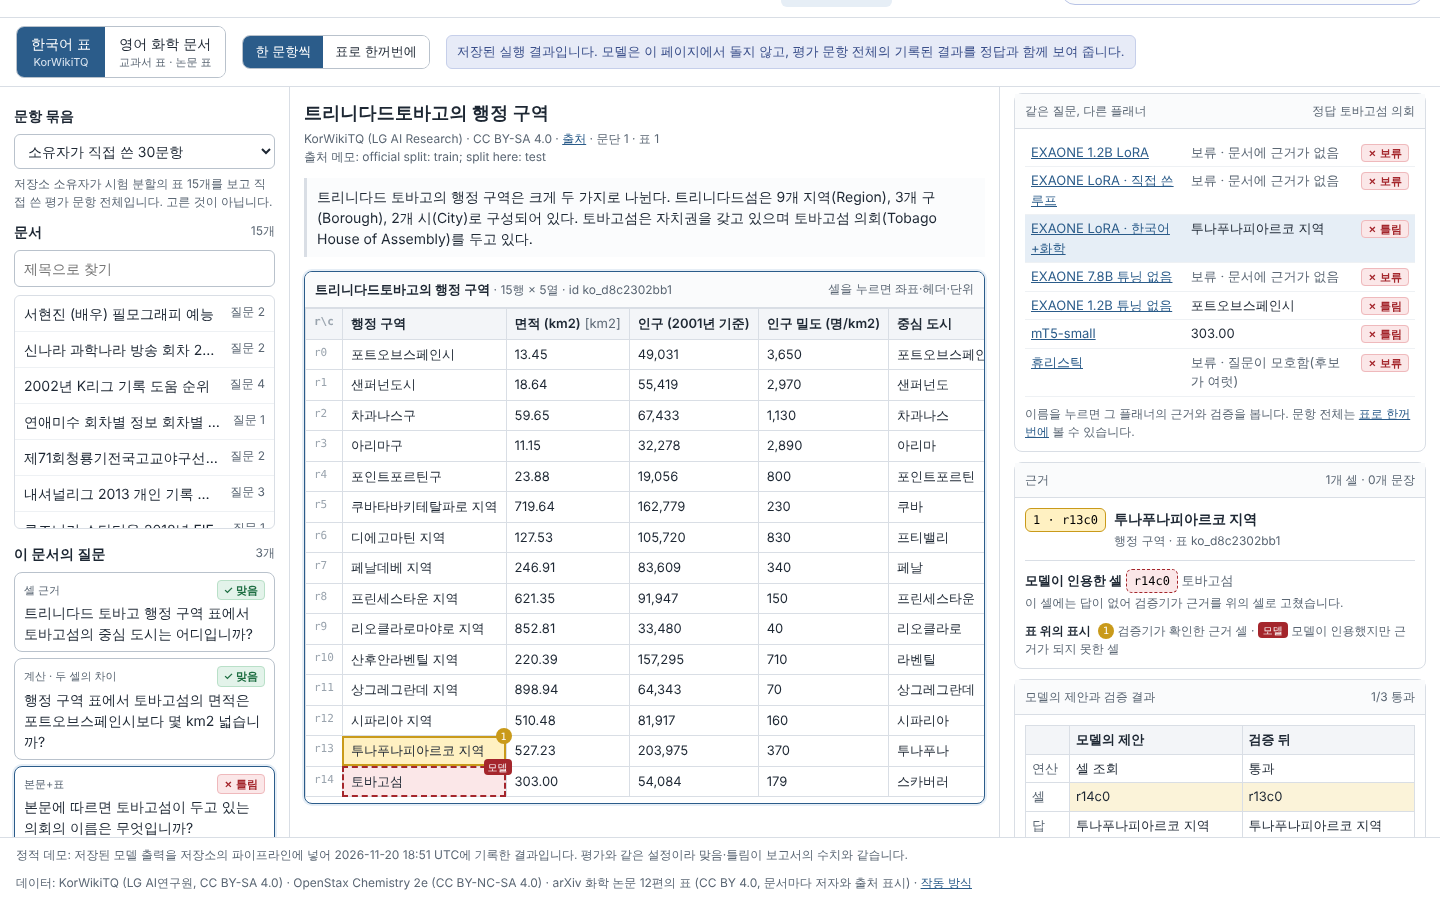 한국어 표
KorWikiTQ
영어 화학 문서
교과서 표 · 논문 표
한 문항씩
표로 한꺼번에
저장된 실행 결과입니다. 모델은 이 페이지에서 돌지 않고, 평가 문항 전체의 기록된 결과를 정답과 함께 보여 줍니다.
문항 묶음
소유자가 직접 쓴 30문항
저장소 소유자가 시험 분할의 표 15개를 보고 직
접 쓴 평가 문항 전체입니다. 고른 것이 아닙니다.
문서 15개
제목으로 찾기
서현진 (배우) 필모그래피 예능 질문 2
신나라 과학나라 방송 회차 2... 질문 2
2002년 K리그 기록 도움 순위 질문 4
연애미수 회차별 정보 회차별 ... 질문 1
제71회청룡기전국고교야구선... 질문 2
내셔널리그 2013 개인 기록 ... 질문 3
이 문서의 질문 3개
셀 근거 ✓ 맞음
트리니다드 토바고 행정 구역 표에서
토바고섬의 중심 도시는 어디입니까?
계산 · 두 셀의 차이 ✓ 맞음
행정 구역 표에서 토바고섬의 면적은
포트오브스페인시보다 몇 km2 넓습니
까?
본문+표 × 틀림
본문에 따르면 토바고섬이 두고 있는
의회의 이름은 무엇입니까?
트리니다드토바고의 행정 구역
KorWikiTQ (LG AI Research) · CC BY-SA 4.0 · 출처 · 문단 1 · 표 1
출처 메모: official split: train; split here: test
트리니다드 토바고의 행정 구역은 크게 두 가지로 나뉜다. 트리니다드섬은 9개 지역(Region), 3개 구
(Borough), 2개 시(City)로 구성되어 있다. 토바고섬은 자치권을 갖고 있으며 토바고섬 의회(Tobago
House of Assembly)를 두고 있다.
트리니다드토바고의 행정 구역 · 15행 × 5열 · id ko_d8c2302bb1 셀을 누르면 좌표·헤더·단위
r\c 행정 구역 면적 (km2) [km2] 인구 (2001년 기준) 인구 밀도 (명/km2) 중심 도시
r0 포트오브스페인시 13.45 49,031 3,650 포트오브스페인
r1 샌퍼넌도시 18.64 55,419 2,970 샌퍼넌도
r2 차과나스구 59.65 67,433 1,130 차과나스
r3 아리마구 11.15 32,278 2,890 아리마
r4 포인트포르틴구 23.88 19,056 800 포인트포르틴
r5 쿠바타바키테탈파로 지역 719.64 162,779 230 쿠바
r6 디에고마틴 지역 127.53 105,720 830 프티밸리
r7 페날데베 지역 246.91 83,609 340 페날
r8 프린세스타운 지역 621.35 91,947 150 프린세스타운
r9 리오클라로마야로 지역 852.81 33,480 40 리오클라로
r10 산후안라벤틸 지역 220.39 157,295 710 라벤틸
r11 상그레그란데 지역 898.94 64,343 70 상그레그란데
r12 시파리아 지역 510.48 81,917 160 시파리아
1
r13 투나푸나피아르코 지역 527.23 203,975 370 투나푸나
모델
r14 토바고섬 303.00 54,084 179 스카버러
같은 질문, 다른 플래너 정답 토바고섬 의회
EXAONE 1.2B LoRA 보류 · 문서에 근거가 없음 × 보류
EXAONE LoRA · 직접 쓴 보류 · 문서에 근거가 없음 × 보류
루프
EXAONE LoRA · 한국어 투나푸나피아르코 지역 × 틀림
+화학
EXAONE 7.8B 튜닝 없음 보류 · 문서에 근거가 없음 × 보류
EXAONE 1.2B 튜닝 없음 포트오브스페인시 × 틀림
mT5-small 303.00 × 틀림
휴리스틱 보류 · 질문이 모호함(후보 × 보류
가 여럿)
이름을 누르면 그 플래너의 근거와 검증을 봅니다. 문항 전체는 표로 한꺼
번에 볼 수 있습니다.
근거 1개 셀 · 0개 문장
1 · r13c0 투나푸나피아르코 지역
행정 구역 · 표 ko_d8c2302bb1
모델이 인용한 셀 r14c0 토바고섬
이 셀에는 답이 없어 검증기가 근거를 위의 셀로 고쳤습니다.
표 위의 표시 1 검증기가 확인한 근거 셀 · 모델 모델이 인용했지만 근
거가 되지 못한 셀
모델의 제안과 검증 결과 1/3 통과
모델의 제안 검증 뒤
연산 셀 조회 통과
셀 r14c0 r13c0
답 투나푸나피아르코 지역 투나푸나피아르코 지역
정적 데모: 저장된 모델 출력을 저장소의 파이프라인에 넣어 2026-11-20 18:51 UTC에 기록한 결과입니다. 평가와 같은 설정이라 맞음·틀림이 보고서의 수치와 같습니다.
데이터: KorWikiTQ (LG AI연구원, CC BY-SA 4.0) · OpenStax Chemistry 2e (CC BY-NC-SA 4.0) · arXiv 화학 논문 12편의 표 (CC BY 4.0, 문서마다 저자와 출처 표시) · 작동 방식